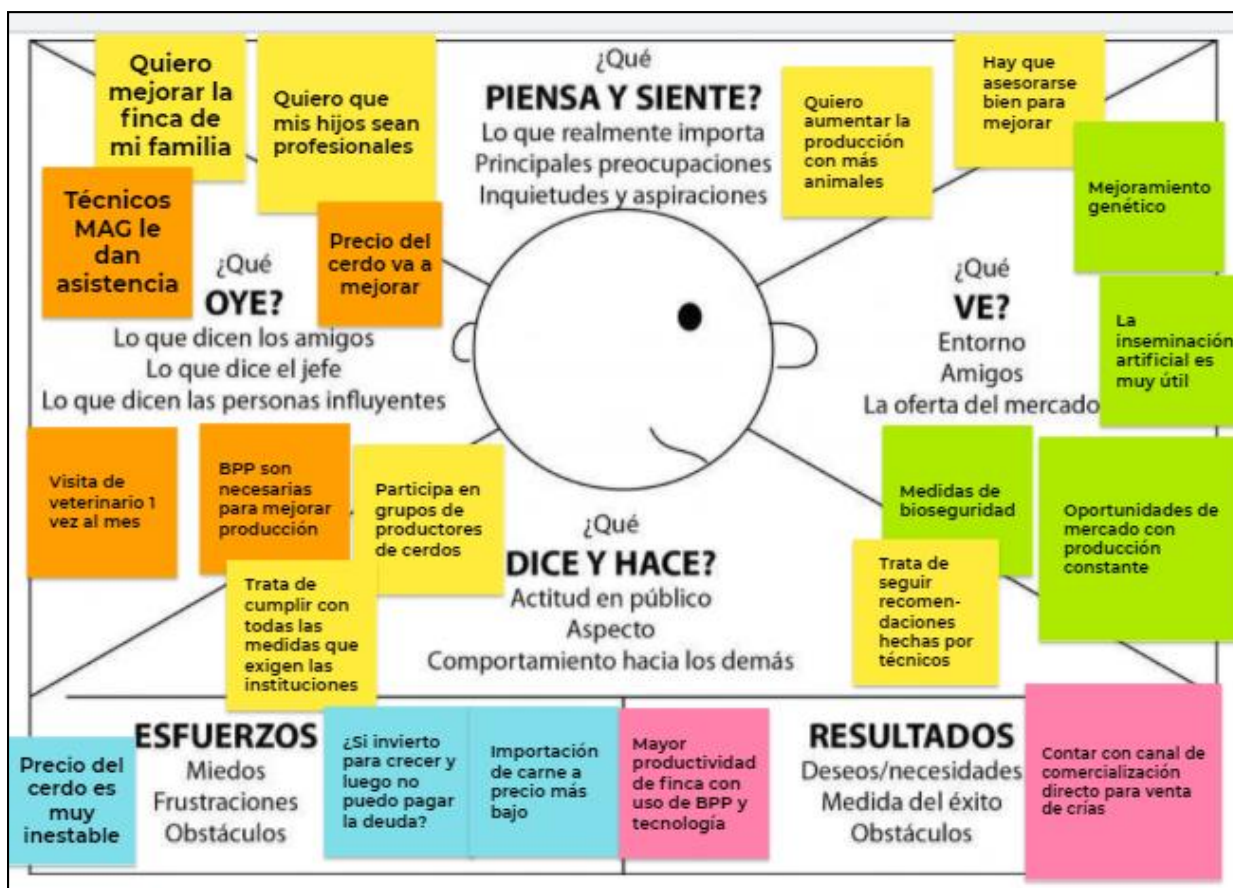 Quiero
mejorar la
finca de
mi familia
Quiero que
mis hijos sean
profesionales
¿Qué
PIENSA Y SIENTE?
Lo que realmente importa
Principales preocupaciones
Inquietudes y aspiraciones
Quiero
aumentar la
producción
con más
animales
Hay que
asesorarse
bien para
mejorar
Técnicos
MAG le
dan
asistencia
Precio del
cerdo va a
mejorar
¿Qué
OYE?
Lo que dicen los amigos
Lo que dice el jefe
Lo que dicen las personas influyentes
Visita de
veterinario 1
vez al mes
BPP son
necesarias
para mejorar
producción
Mejoramiento
genético
¿Qué
VE?
Entorno
Amigos
La oferta del mercado
La
inseminación
artificial es
muy útil
Medidas de
bioseguridad
Oportunidades de
mercado con
producción
constante
Participa en
grupos de
productores
de cerdos
¿Qué
DICE Y HACE?
Actitud en público
Aspecto
Comportamiento hacia los demás
Trata de
cumplir con
todas las
medidas que
exigen las
instituciones
Trata de
seguir
recomen-
daciones
hechas por
técnicos
ESFUERZOS
Miedos
Frustraciones
Obstáculos
Precio del
cerdo es
muy
inestable
¿Si invierto
para crecer y
luego no
puedo pagar
la deuda?
Importación
de carne a
precio más
bajo
Mayor
productividad
de finca con
uso de BPP y
tecnología
RESULTADOS
Deseos/necesidades
Medida del éxito
Obstáculos
Contar con canal de
comercialización
directo para venta
de crías